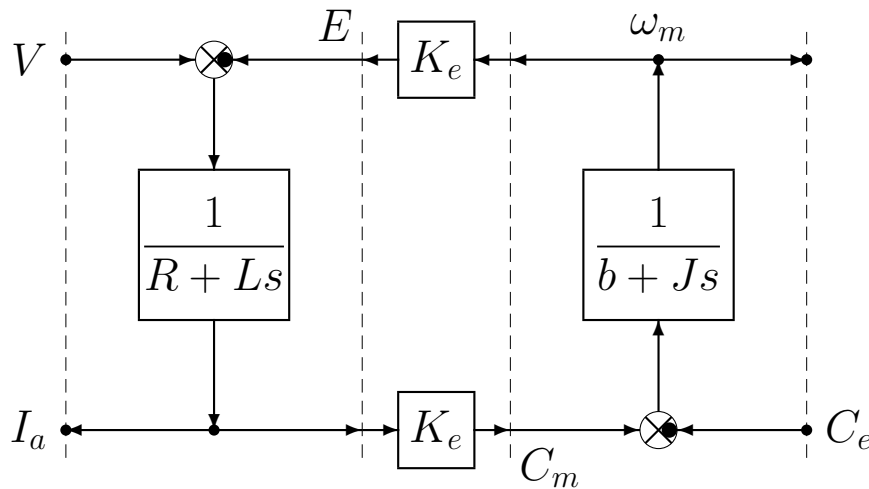 E
ω_m
V
K_e
1
R + Ls
1
b + Js
I_a
K_e
C_m
C_e